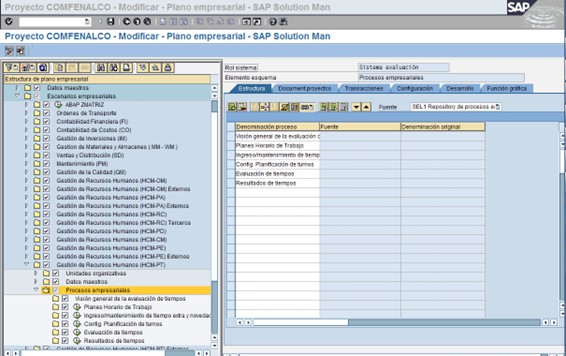 Proyecto COMFENALCO - Modificar - Plano empresarial - SAP Solution Man
SAP
Proyecto COMFENALCO - Modificar - Plano empresarial - SAP Solution Man
Estructura de plano empresarial
Datos maestros
Escenarios empresariales
ABAP ZMATRIZ
Ordenes de Transporte
Contabilidad Financiera (FI)
Contabilidad de Costos (CO)
Gestión de Inversiones (IM)
Gestión de Materiales y Almacenes ( MM - WM )
Ventas y Distribución (SD)
Mantenimiento (PM)
Gestión de la Calidad (QM)
Gestión de Recursos Humanos (HCM-OM)
Gestión de Recursos Humanos (HCM-OM) Externos
Gestión de Recursos Humanos (HCM-PA)
Gestión de Recursos Humanos (HCM-PA) Externos
Gestión de Recursos Humanos (HCM-RC)
Gestión de Recursos Humanos (HCM-RC) Terceros
Gestión de Recursos Humanos (HCM-PD)
Gestión de Recursos Humanos (HCM-CM)
Gestión de Recursos Humanos (HCM-PE)
Gestión de Recursos Humanos (HCM-PE) Externos
Gestión de Recursos Humanos (HCM-PT)
Unidades organizativas
Datos maestros
Procesos empresariales
Visión general de la evaluación de tiempos
Planes Horario de Trabajo
Ingreso/mantenimiento de tiempo extra y novedad
Config. Planificación de turnos
Evaluación de tiempos
Resultados de tiempos
Gestión de Recursos Humanos (HCM-PT) Externos
Rol sistema: Sistema evaluación
Elemento esquema Procesos empresariales
Estructura Document.proyectos Transacciones Configuración Desarrollo Función gráfica
Fuente SEL1 Repository de procesos e
Denominación proceso Fuente Denominación original
Visión general de la evaluación d
Planes Horario de Trabajo
Ingreso/mantenimiento de tiemp
Config. Planificación de turnos
Evaluación de tiempos
Resultados de tiempos